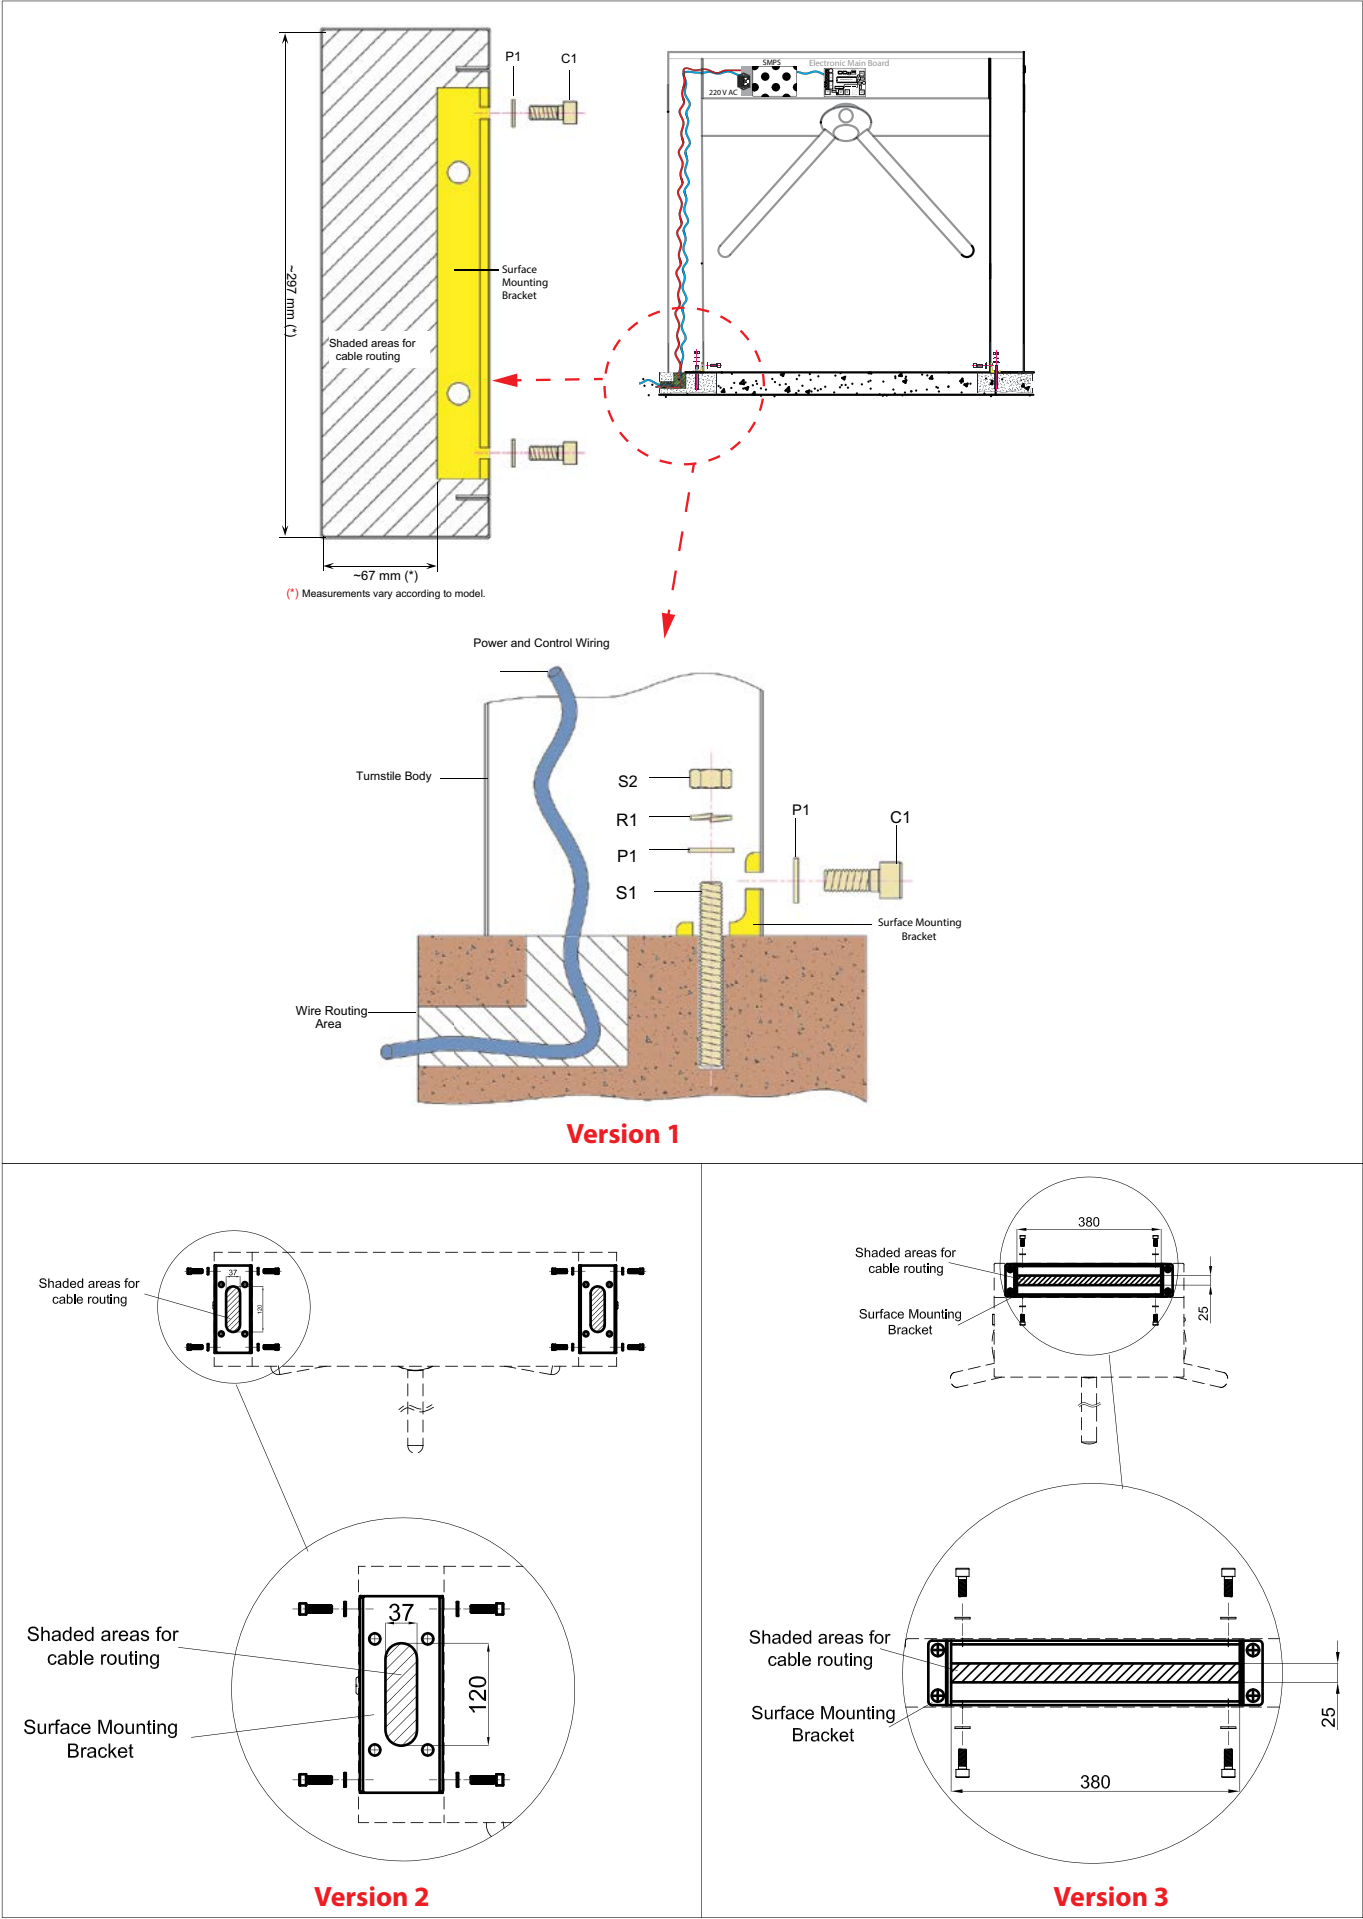 P1
C1
SMPS
Electronic Main Board
220 V AC
~297 mm (*)
Surface
Mounting
Bracket
Shaded areas for
cable routing
~67 mm (*)
(*) Measurements vary according to model.
Power and Control Wiring
Turnstile Body
S2
R1
P1
S1
P1
C1
Surface Mounting
Bracket
Wire Routing
Area
Version 1
Shaded areas for
cable routing
37
120
Shaded areas for
cable routing
Surface Mounting
Bracket
37
120
Version 2
380
Shaded areas for
cable routing
Surface Mounting
Bracket
25
Shaded areas for
cable routing
Surface Mounting
Bracket
25
380
Version 3